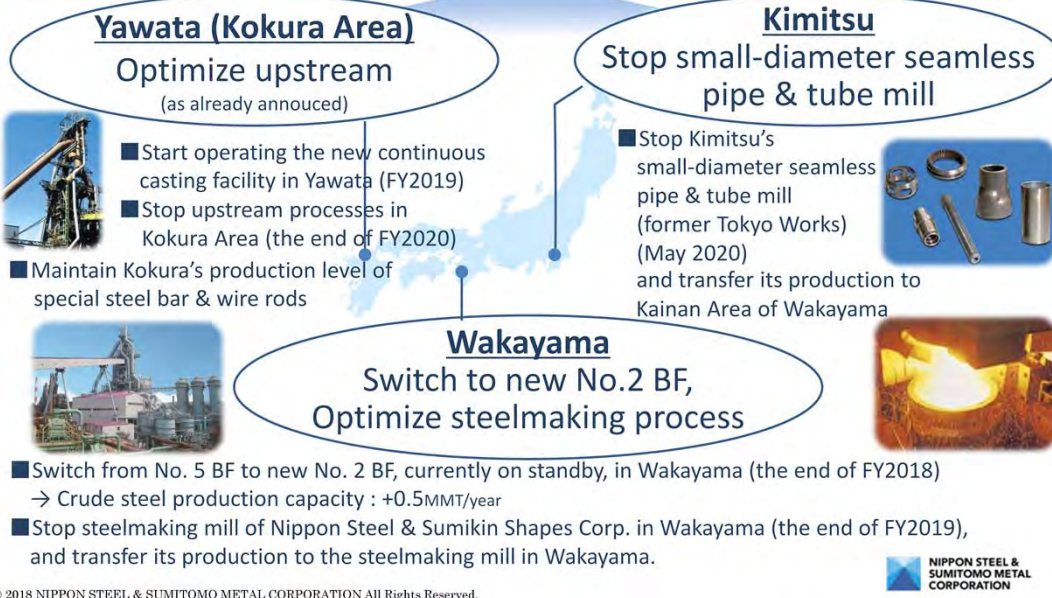 Yawata (Kokura Area)
Optimize upstream
(as already annouced)
■Start operating the new continuous
casting facility in Yawata (FY2019)
■Stop upstream processes in
Kokura Area (the end of FY2020)
■Maintain Kokura's production level of
special steel bar & wire rods
Kimitsu
Stop small-diameter seamless
pipe & tube mill
■Stop Kimitsu's
small-diameter seamless
pipe & tube mill
(former Tokyo Works)
(May 2020)
and transfer its production to
Kainan Area of Wakayama
Wakayama
Switch to new No.2 BF,
Optimize steelmaking process
■Switch from No. 5 BF to new No. 2 BF, currently on standby, in Wakayama (the end of FY2018)
→ Crude steel production capacity : +0.5MMT/year
■Stop steelmaking mill of Nippon Steel & Sumikin Shapes Corp. in Wakayama (the end of FY2019),
and transfer its production to the steelmaking mill in Wakayama.
NIPPON STEEL &
SUMITOMO METAL
CORPORATION
2018 NIPPON STEEL & SUMITOMO METAL CORPORATION All Rights Reserved.